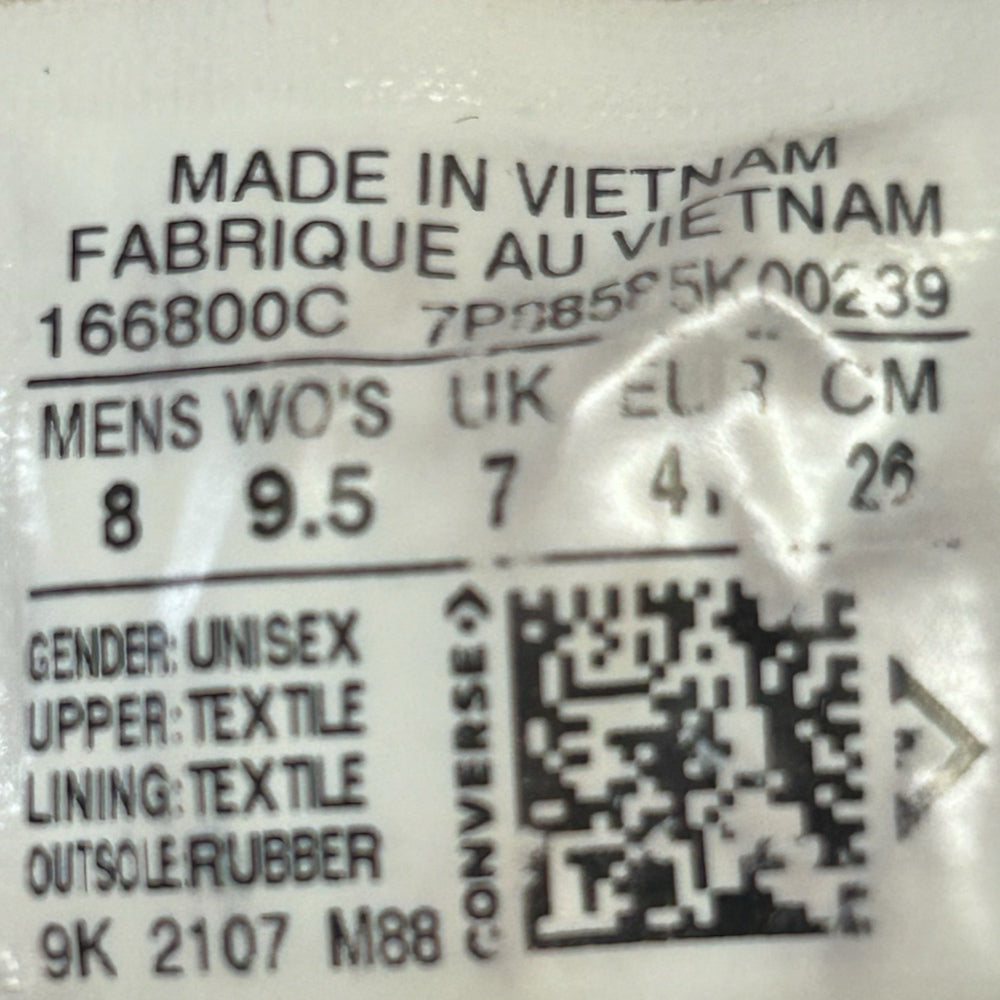 MADE IN VIETNAM
FABRIQUE AU VIETNAM
166800C
MENS WO'S UK EUR CM
8 9.5 7 26
GENDER: UNISEX
UPPER: TEXTILE
LINING: TEXTILE
OUTSOLE:RUBBER
9K 2107 M88
CONVERSE